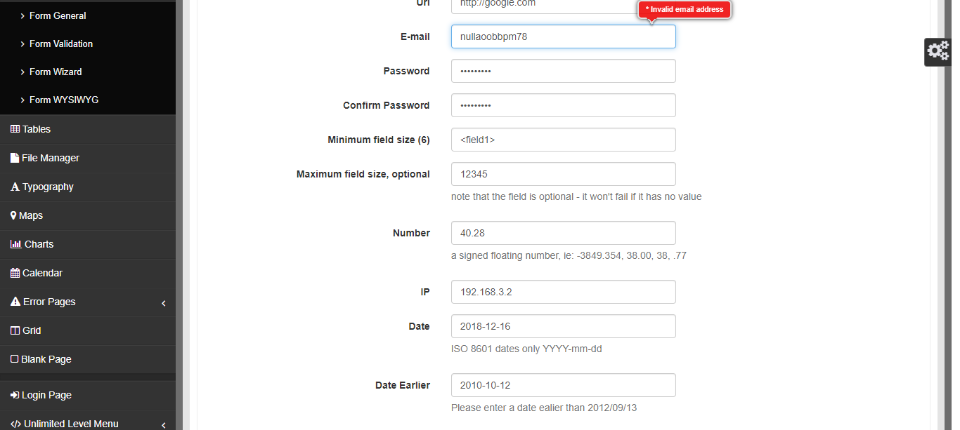 Form General
Form Validation
Form Wizard
Form WYSIWYG
Tables
File Manager
Typography
Maps
Charts
Calendar
Error Pages
Grid
Blank Page
Login Page
Unlimited Level Menu
Url http://google.com
* Invalid email address
E-mail nullaoobbpm78
Password •••••••••
Confirm Password •••••••••
Minimum field size (6) <field1>
Maximum field size, optional 12345
note that the field is optional - it won't fail if it has no value
Number 40.28
a signed floating number, ie: -3849.354, 38.00, 38, .77
IP 192.168.3.2
Date 2018-12-16
ISO 8601 dates only YYYY-mm-dd
Date Earlier 2010-10-12
Please enter a date ealier than 2012/09/13